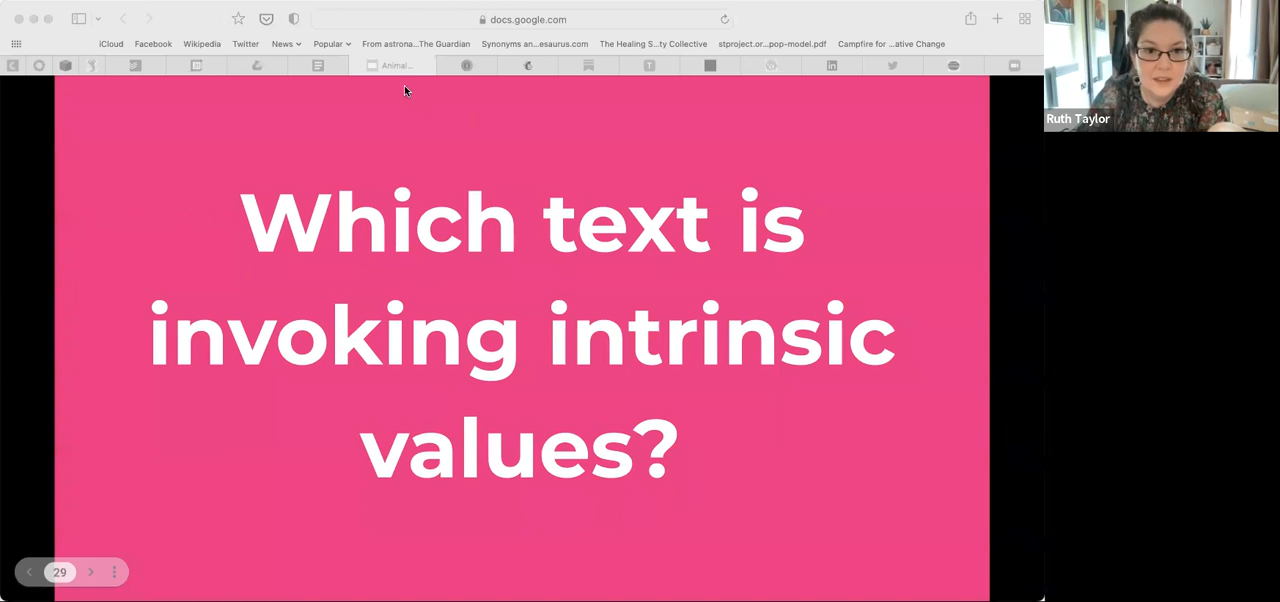 docs.google.com
iCloud Facebook Wikipedia Twitter News Popular From astrona...The Guardian Synonyms an...esaurus.com The Healing S...ty Collective stproject.or...pop-model.pdf Campfire for ...ative Change
Animal...
Ruth Taylor
Which text is
invoking intrinsic
values?
29